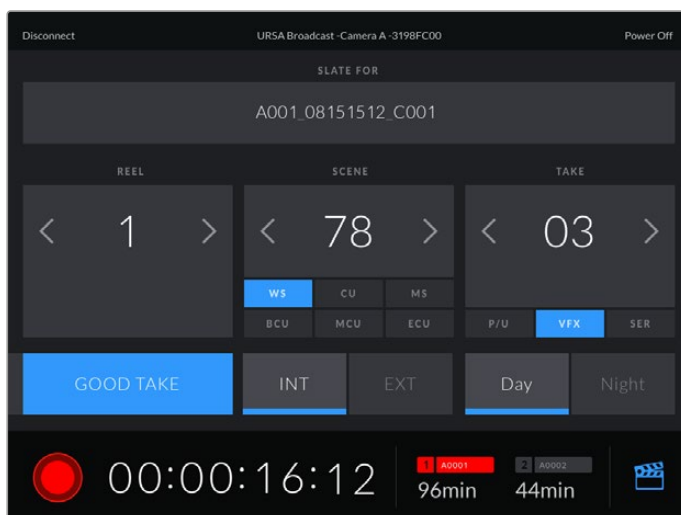 Disconnect URSA Broadcast -Camera A -3198FC00 Power Off
SLATE FOR
A001_08151512_C001
REEL SCENE TAKE
< 1 > < 78 > < 03 >
WS CU MS
BCU MCU ECU P/U VFX SER
GOOD TAKE INT EXT Day Night
00:00:16:12 1 A0001 2 A0002
96min 44min